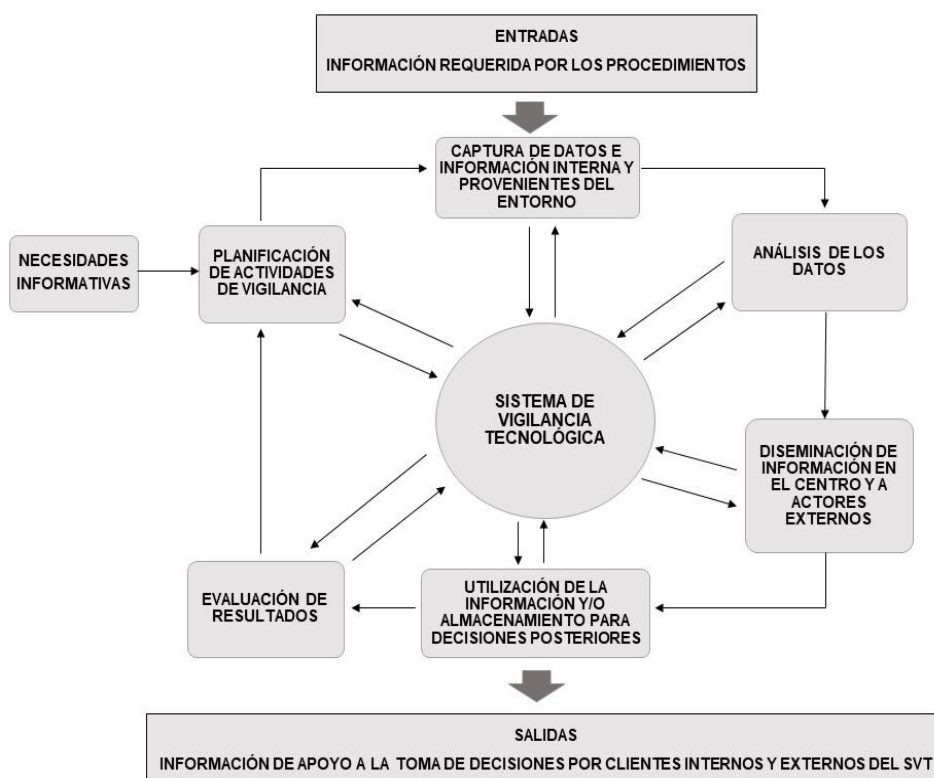 ENTRADAS
INFORMACIÓN REQUERIDA POR LOS PROCEDIMIENTOS
CAPTURA DE DATOS E
INFORMACIÓN INTERNA Y
PROVENIENTES DEL
ENTORNO
NECESIDADES
INFORMATIVAS
PLANIFICACIÓN
DE ACTIVIDADES
DE VIGILANCIA
ANÁLISIS DE LOS
DATOS
SISTEMA DE
VIGILANCIA
TECNOLÓGICA
DISEMINACIÓN DE
INFORMACIÓN EN
EL CENTRO Y A
ACTORES
EXTERNOS
EVALUACIÓN DE
RESULTADOS
UTILIZACIÓN DE LA
INFORMACIÓN Y/O
ALMACENAMIENTO PARA
DECISIONES POSTERIORES
SALIDAS
INFORMACIÓN DE APOYO A LA TOMA DE DECISIONES POR CLIENTES INTERNOS Y EXTERNOS DEL SVT